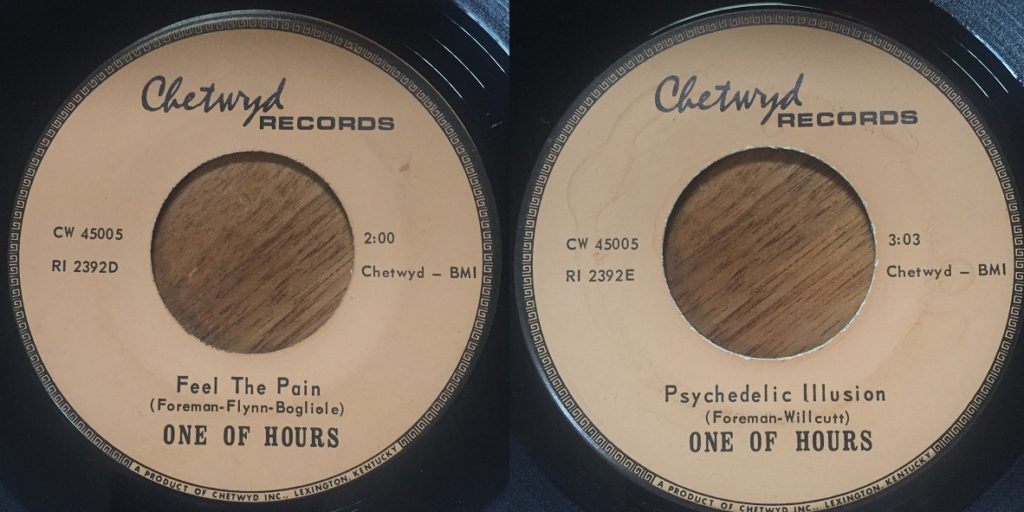 Chetwyd
RECORDS
CW 45005
RI 2392D
2:00
Chetwyd – BMI
Feel The Pain
(Foreman-Flynn-Bogliole)
ONE OF HOURS
A PRODUCT OF CHETWYD INC., LEXINGTON, KENTUCKY
Chetwyd
RECORDS
CW 45005
RI 2392E
3:03
Chetwyd – BMI
Psychedelic Illusion
(Foreman-Willcutt)
ONE OF HOURS
A PRODUCT OF CHETWYD INC., LEXINGTON, KENTUCKY